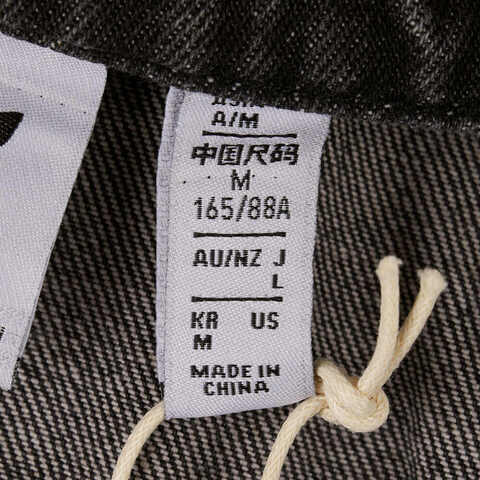 A/M
中国尺码
M
165/88A
AU/NZ J
L
KR US
M
MADE IN
CHINA